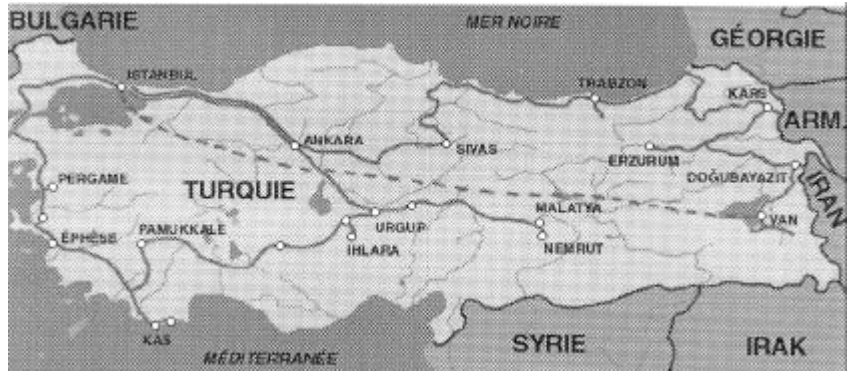 BULGARIE
MER NOIRE
GÉORGIE
ISTANBUL
TRABZON
KARS
ARM.
ANKARA
SIVAS
ERZURUM
PERGAME
TURQUIE
DOĞUBAYAZIT
IRAN
MALATYA
VAN
ÉPHÈSE
PAMUKKALE
URGUP
IHLARA
NEMRUT
KAS
MÉDITERRANÉE
SYRIE
IRAK